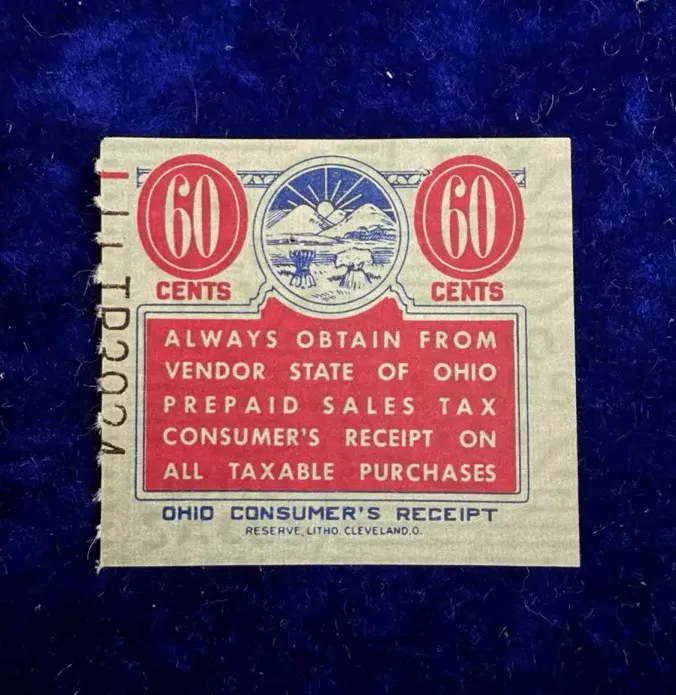 60 60
CENTS CENTS
ALWAYS OBTAIN FROM
VENDOR STATE OF OHIO
PREPAID SALES TAX
CONSUMER'S RECEIPT ON
ALL TAXABLE PURCHASES
OHIO CONSUMER'S RECEIPT
RESERVE LITHO. CLEVELAND, O.